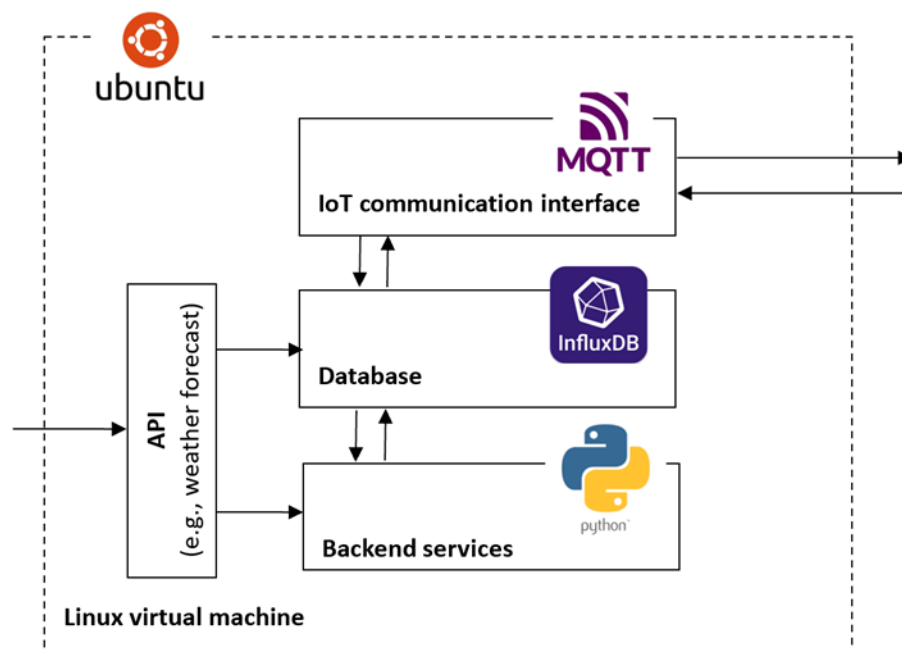 ubuntu
MQTT
IoT communication interface
InfluxDB
Database
API
(e.g., weather forecast)
python
Backend services
Linux virtual machine